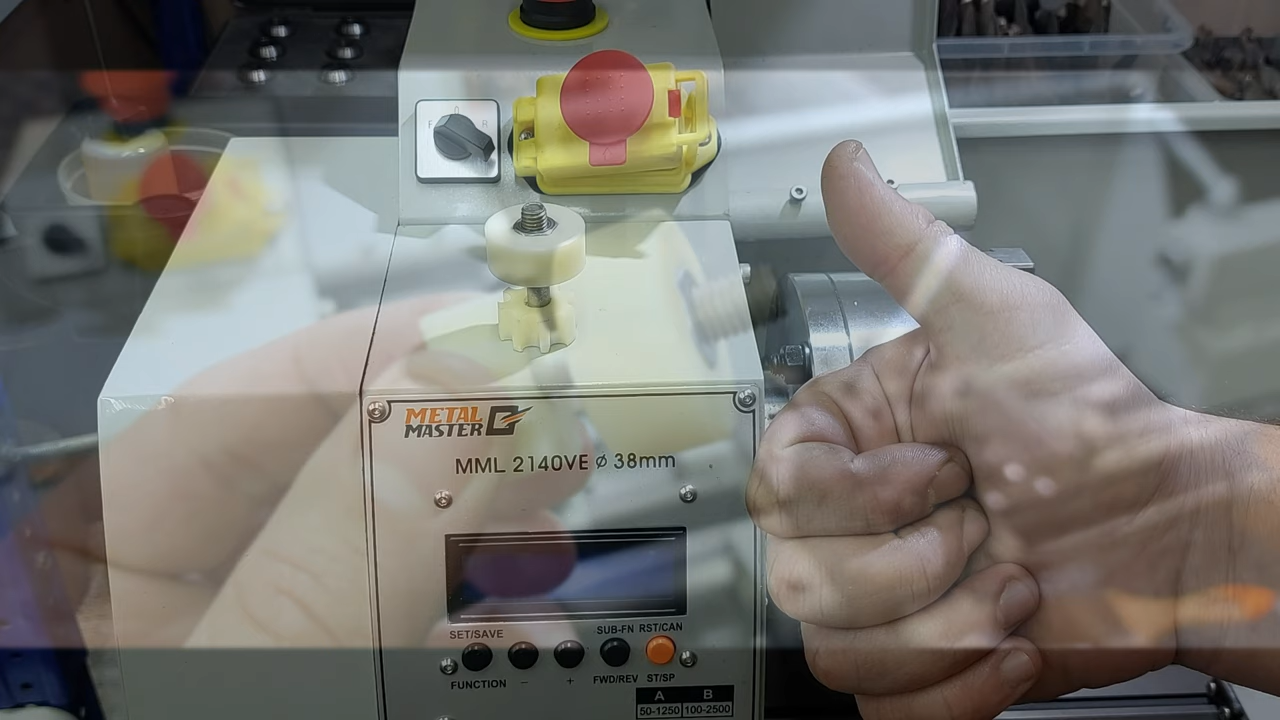 0
F R
METAL
MASTER
MML 2140VE ø 38mm
SET/SAVE SUB-FN RST/CAN
FUNCTION − + FWD/REV ST/SP
A B
50-1250 100-2500